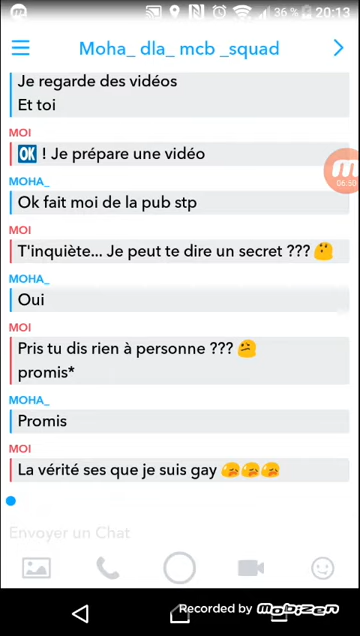 36 % 20:13
Moha_ dla_ mcb _squad
Je regarde des vidéos
Et toi
MOI
🆗 ! Je prépare une vidéo
MOHA_
Ok fait moi de la pub stp
06:50
MOI
T'inquiète... Je peut te dire un secret ??? 🤔
MOHA_
Oui
MOI
Pris tu dis rien à personne ??? 😕
promis*
MOHA_
Promis
MOI
La vérité ses que je suis gay 😥😥😥
Envoyer un Chat
Recorded by mobizen